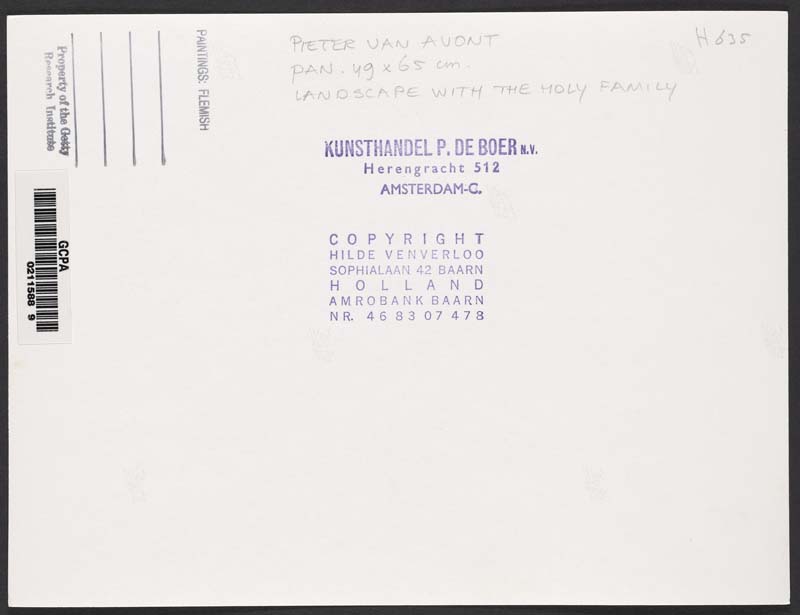 PIETER VAN AVONT
PAN. 49 x 65 cm.
LANDSCAPE WITH THE HOLY FAMILY
H 635
KUNSTHANDEL P. DE BOER N.V.
Herengracht 512
AMSTERDAM-C.
COPYRIGHT
HILDE VENVERLOO
SOPHIALAAN 42 BAARN
HOLLAND
AMROBANK BAARN
NR. 46 83 07 478
PAINTINGS: FLEMISH
Property of the Getty
Research Institute
GCPA
0211588 9